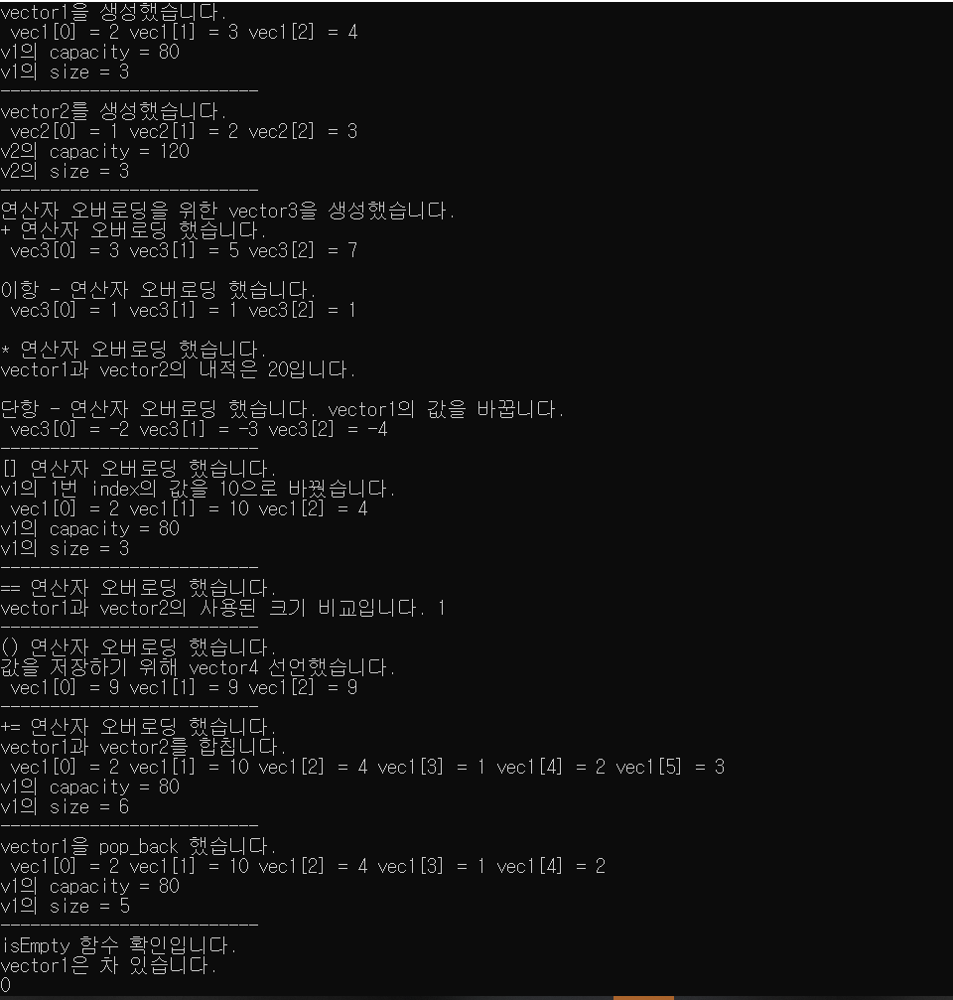 vector1을 생성했습니다.
vec1[0] = 2 vec1[1] = 3 vec1[2] = 4
v1의 capacity = 80
v1의 size = 3
--------------------------
vector2를 생성했습니다.
vec2[0] = 1 vec2[1] = 2 vec2[2] = 3
v2의 capacity = 120
v2의 size = 3
--------------------------
연산자 오버로딩을 위한 vector3을 생성했습니다.
+ 연산자 오버로딩 했습니다.
vec3[0] = 3 vec3[1] = 5 vec3[2] = 7
이항 - 연산자 오버로딩 했습니다.
vec3[0] = 1 vec3[1] = 1 vec3[2] = 1
* 연산자 오버로딩 했습니다.
vector1과 vector2의 내적은 20입니다.
단항 - 연산자 오버로딩 했습니다. vector1의 값을 바꿉니다.
vec3[0] = -2 vec3[1] = -3 vec3[2] = -4
--------------------------
[] 연산자 오버로딩 했습니다.
v1의 1번 index의 값을 10으로 바꿨습니다.
vec1[0] = 2 vec1[1] = 10 vec1[2] = 4
v1의 capacity = 80
v1의 size = 3
--------------------------
== 연산자 오버로딩 했습니다.
vector1과 vector2의 사용된 크기 비교입니다. 1
--------------------------
() 연산자 오버로딩 했습니다.
값을 저장하기 위해 vector4 선언했습니다.
vec1[0] = 9 vec1[1] = 9 vec1[2] = 9
--------------------------
+= 연산자 오버로딩 했습니다.
vector1과 vector2를 합칩니다.
vec1[0] = 2 vec1[1] = 10 vec1[2] = 4 vec1[3] = 1 vec1[4] = 2 vec1[5] = 3
v1의 capacity = 80
v1의 size = 6
--------------------------
vector1을 pop_back 했습니다.
vec1[0] = 2 vec1[1] = 10 vec1[2] = 4 vec1[3] = 1 vec1[4] = 2
v1의 capacity = 80
v1의 size = 5
--------------------------
isEmpty 함수 확인입니다.
vector1은 차 있습니다.
0